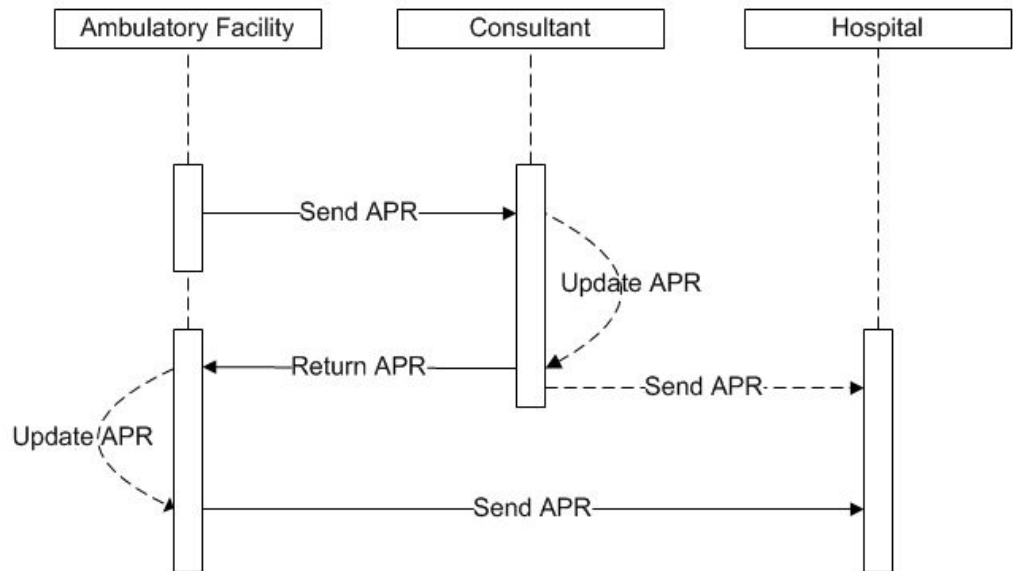 Ambulatory Facility
Consultant
Hospital
Send APR
Update APR
Return APR
Send APR
Update APR
Send APR